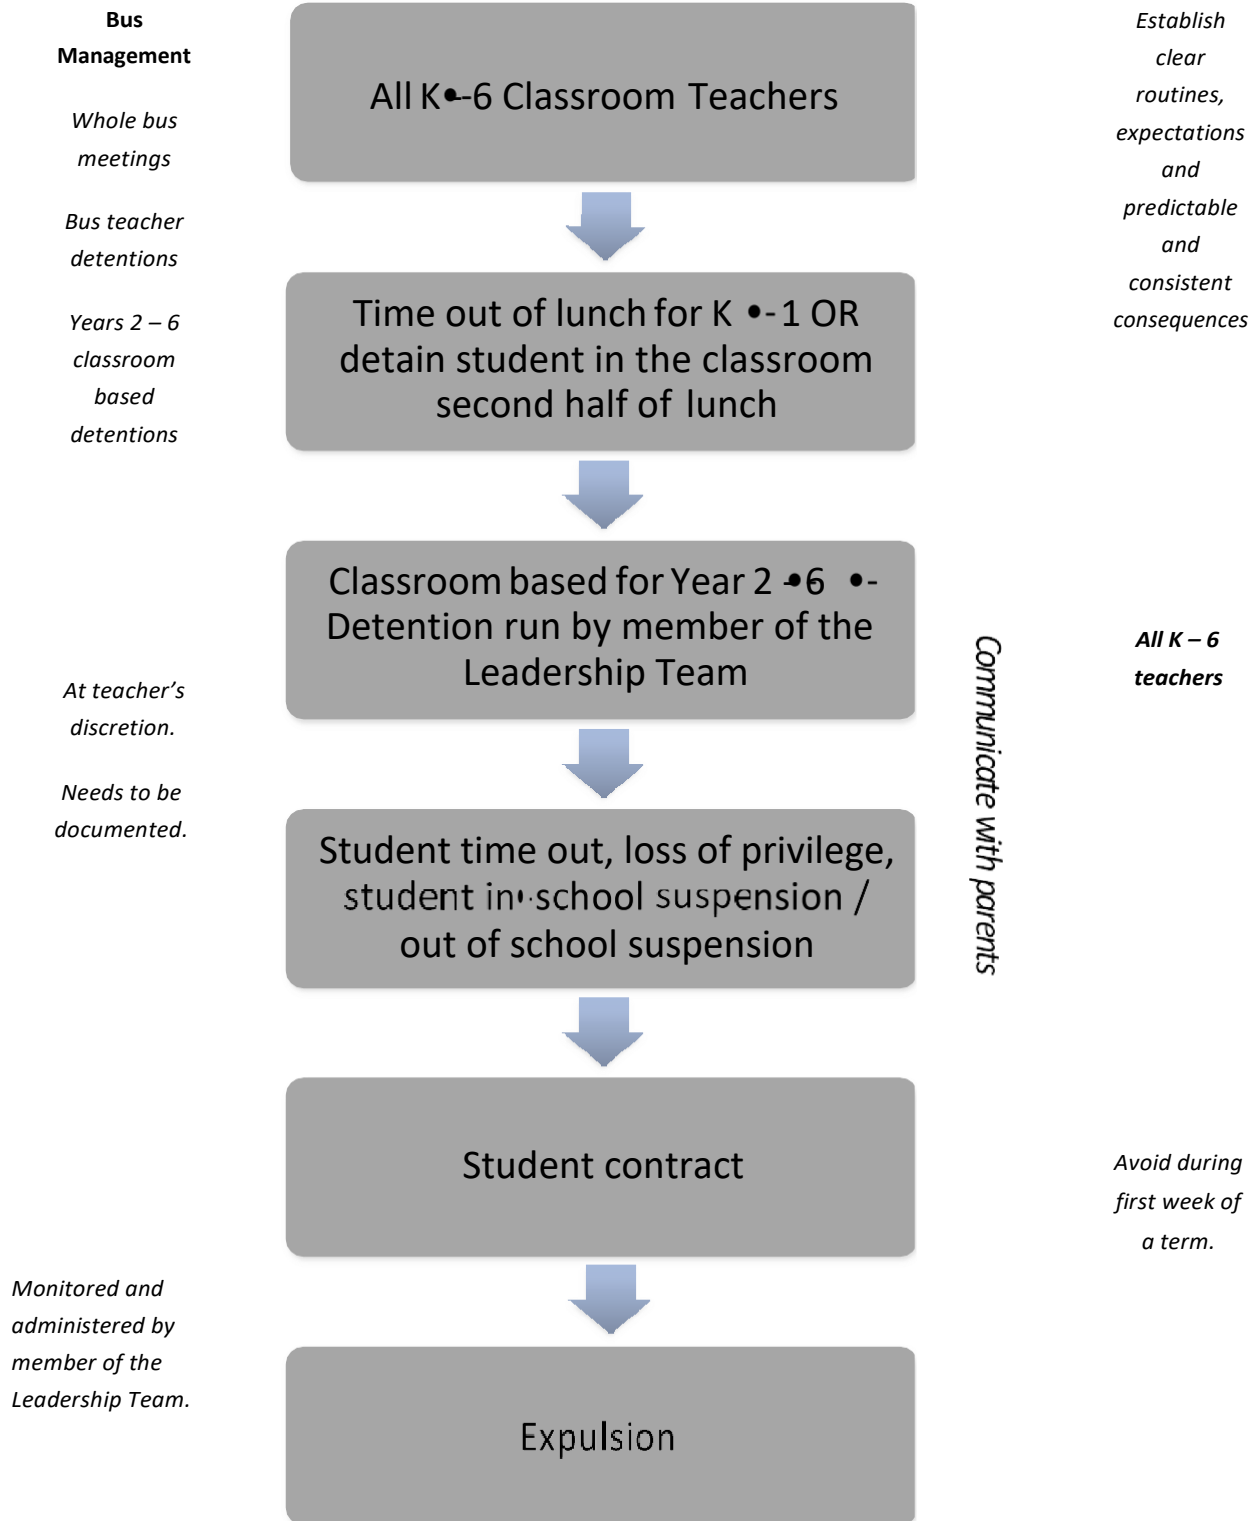 Bus
Management
Whole bus
meetings
Bus teacher
detentions
Years 2 – 6
classroom
based
detentions
At teacher’s
discretion.
Needs to be
documented.
Monitored and
administered by
member of the
Leadership Team.
All K•-6 Classroom Teachers
Time out of lunch for K •-1 OR
detain student in the classroom
second half of lunch
Classroom based for Year 2 -•6 •-
Detention run by member of the
Leadership Team
Student time out, loss of privilege,
student in•-school suspension /
out of school suspension
Student contract
Expulsion
Communicate with parents
Establish
clear
routines,
expectations
and
predictable
and
consistent
consequences
All K – 6
teachers
Avoid during
first week of
a term.